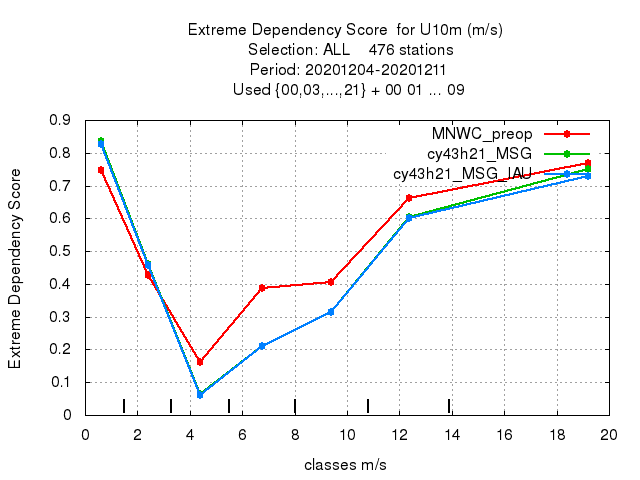 Extreme Dependency Score  for U10m (m/s)
Selection: ALL    476 stations
Period: 20201204-20201211
Used {00,03,...,21} + 00 01 ... 09
MNWC_preop
cy43h21_MSG
cy43h21_MSG_IAU
Extreme Dependency Score
0.9
0.8
0.7
0.6
0.5
0.4
0.3
0.2
0.1
0
0 2 4 6 8 10 12 14 16 18 20
classes m/s